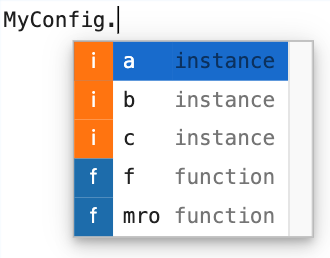 MyConfig.
i a instance
i b instance
i c instance
f f function
f mro function